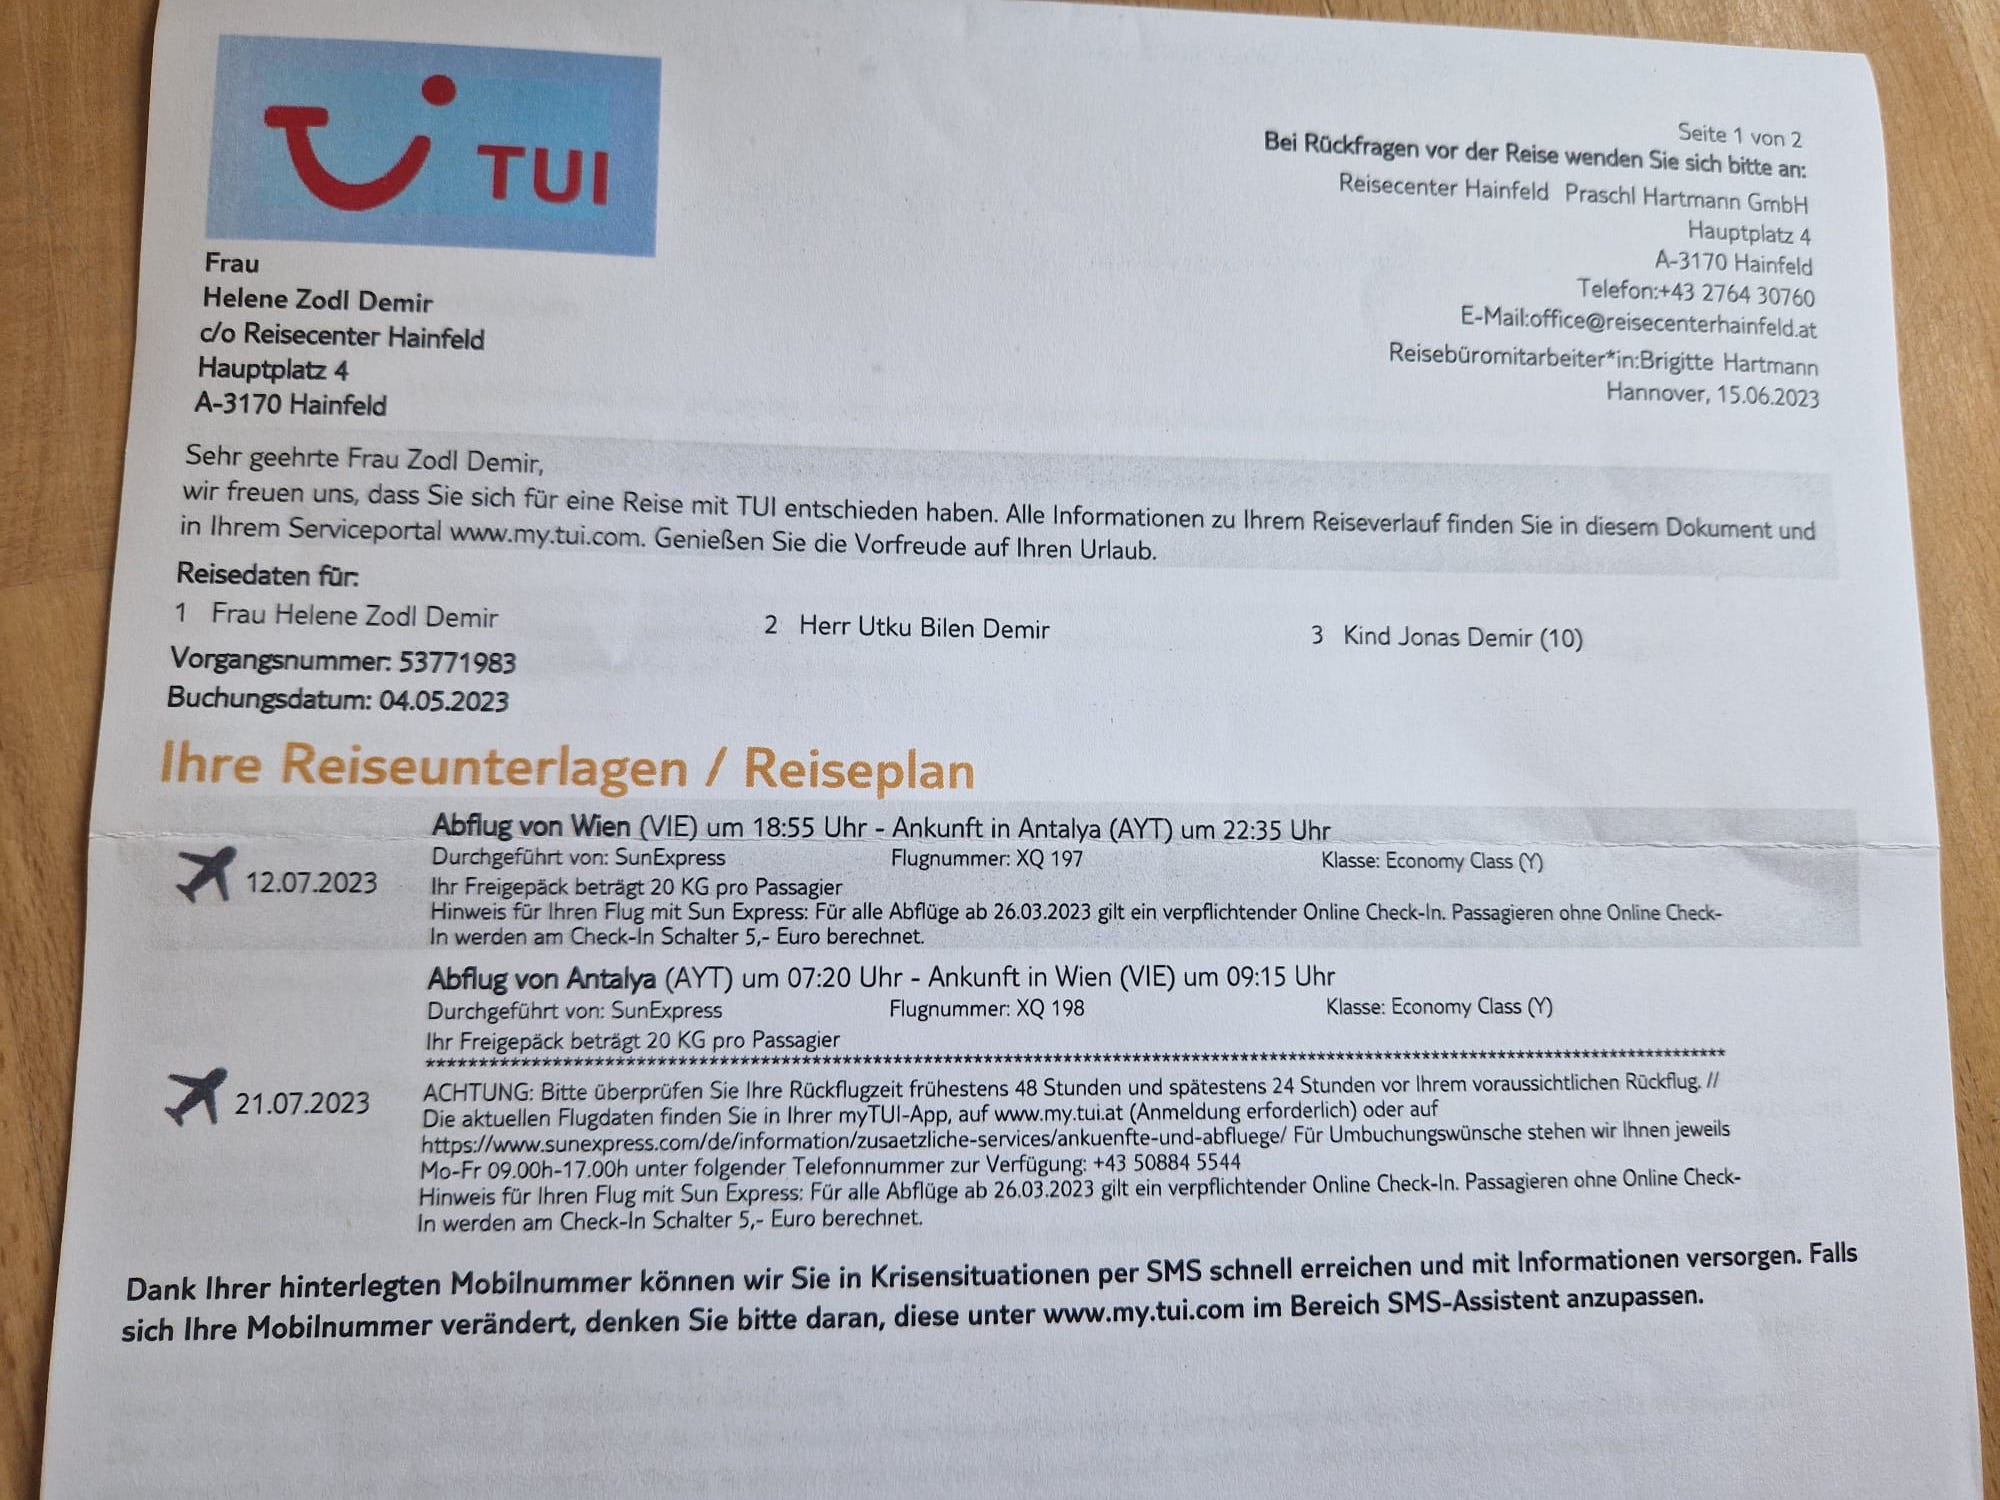 TUI
Seite 1 von 2
Bei Rückfragen vor der Reise wenden Sie sich bitte an:
Reisecenter Hainfeld Praschl Hartmann GmbH
Hauptplatz 4
A-3170 Hainfeld
Telefon:+43 2764 30760
E-Mail:office@reisecenterhainfeld.at
Reisebüromitarbeiter*in:Brigitte Hartmann
Hannover, 15.06.2023
Frau
Helene Zodl Demir
c/o Reisecenter Hainfeld
Hauptplatz 4
A-3170 Hainfeld
Sehr geehrte Frau Zodl Demir,
wir freuen uns, dass Sie sich für eine Reise mit TUI entschieden haben. Alle Informationen zu Ihrem Reiseverlauf finden Sie in diesem Dokument und
in Ihrem Serviceportal www.my.tui.com. Genießen Sie die Vorfreude auf Ihren Urlaub.
Reisedaten für:
1 Frau Helene Zodl Demir 2 Herr Utku Bilen Demir 3 Kind Jonas Demir (10)
Vorgangsnummer: 53771983
Buchungsdatum: 04.05.2023
Ihre Reiseunterlagen / Reiseplan
Abflug von Wien (VIE) um 18:55 Uhr - Ankunft in Antalya (AYT) um 22:35 Uhr
Durchgeführt von: SunExpress Flugnummer: XQ 197 Klasse: Economy Class (Y)
12.07.2023
Ihr Freigepäck beträgt 20 KG pro Passagier
Hinweis für Ihren Flug mit Sun Express: Für alle Abflüge ab 26.03.2023 gilt ein verpflichtender Online Check-In. Passagieren ohne Online Check-
In werden am Check-In Schalter 5,- Euro berechnet.
Abflug von Antalya (AYT) um 07:20 Uhr - Ankunft in Wien (VIE) um 09:15 Uhr
Durchgeführt von: SunExpress Flugnummer: XQ 198 Klasse: Economy Class (Y)
Ihr Freigepäck beträgt 20 KG pro Passagier
21.07.2023
ACHTUNG: Bitte überprüfen Sie Ihre Rückflugzeit frühestens 48 Stunden und spätestens 24 Stunden vor Ihrem voraussichtlichen Rückflug. //
Die aktuellen Flugdaten finden Sie in Ihrer myTUI-App, auf www.my.tui.at (Anmeldung erforderlich) oder auf
https://www.sunexpress.com/de/information/zusaetzliche-services/ankuenfte-und-abfluege/ Für Umbuchungswünsche stehen wir Ihnen jeweils
Mo-Fr 09.00h-17.00h unter folgender Telefonnummer zur Verfügung: +43 50884 5544
Hinweis für Ihren Flug mit Sun Express: Für alle Abflüge ab 26.03.2023 gilt ein verpflichtender Online Check-In. Passagieren ohne Online Check-
In werden am Check-In Schalter 5,- Euro berechnet.
Dank Ihrer hinterlegten Mobilnummer können wir Sie in Krisensituationen per SMS schnell erreichen und mit Informationen versorgen. Falls
sich Ihre Mobilnummer verändert, denken Sie bitte daran, diese unter www.my.tui.com im Bereich SMS-Assistent anzupassen.